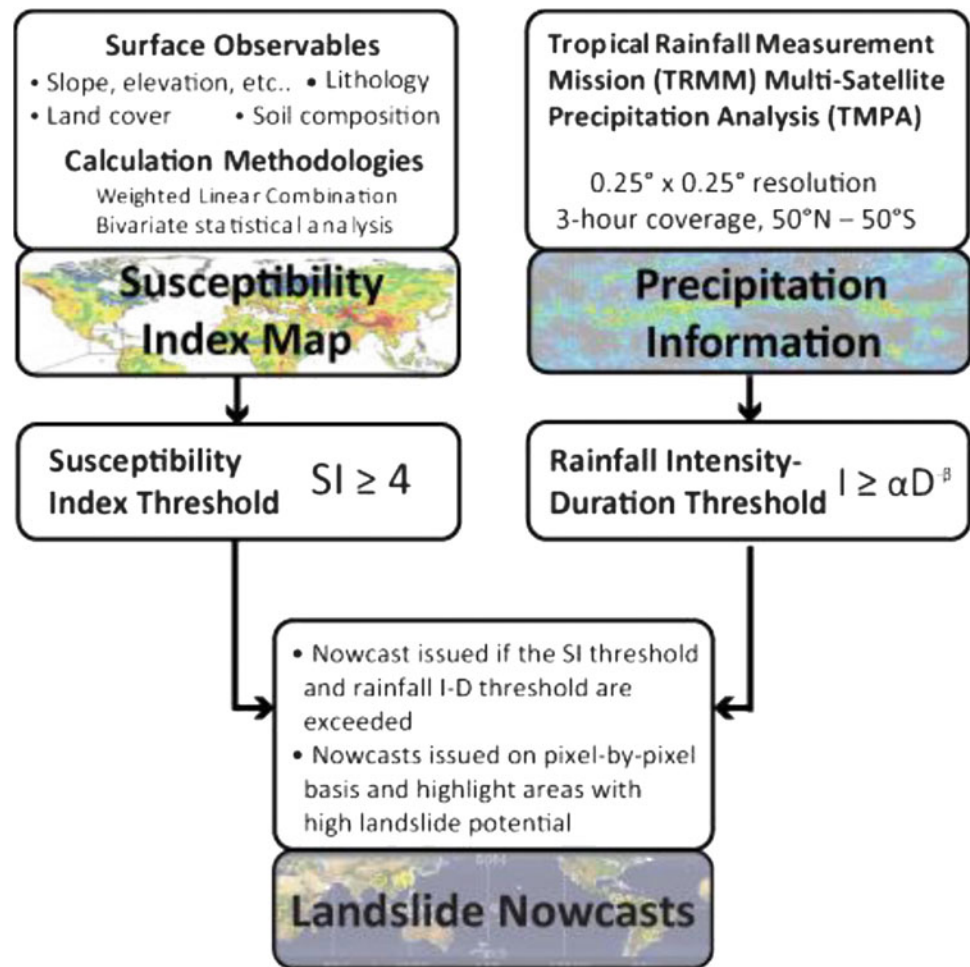 Surface Observables
• Slope, elevation, etc.. • Lithology
• Land cover • Soil composition
Calculation Methodologies
Weighted Linear Combination
Bivariate statistical analysis
Susceptibility
Index Map
Tropical Rainfall Measurement
Mission (TRMM) Multi-Satellite
Precipitation Analysis (TMPA)
0.25° x 0.25° resolution
3-hour coverage, 50°N – 50°S
Precipitation
Information
Susceptibility
Index Threshold SI ≥ 4
Rainfall Intensity-
Duration Threshold I ≥ αD^-β
• Nowcast issued if the SI threshold
and rainfall I-D threshold are
exceeded
• Nowcasts issued on pixel-by-pixel
basis and highlight areas with
high landslide potential
Landslide Nowcasts